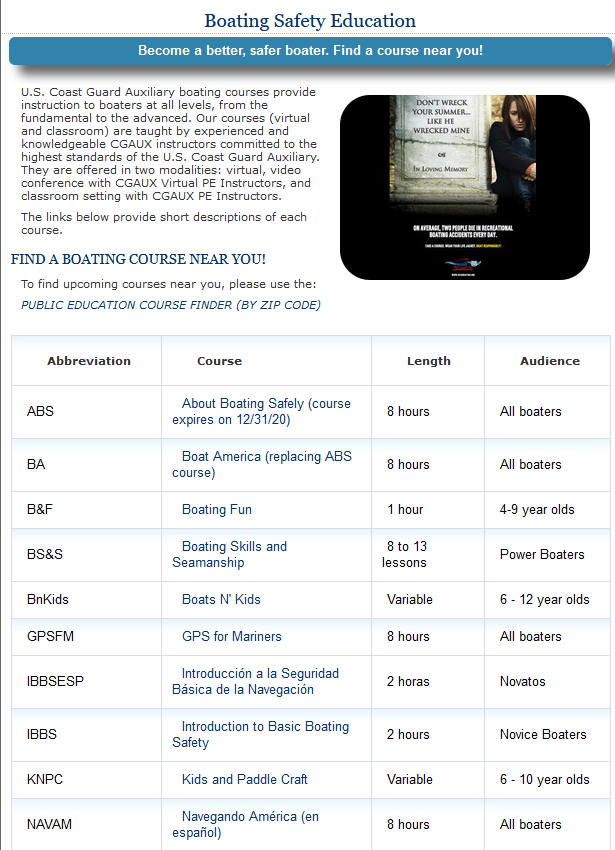 Boating Safety Education
Become a better, safer boater. Find a course near you!
U.S. Coast Guard Auxiliary boating courses provide
instruction to boaters at all levels, from the
fundamental to the advanced. Our courses (virtual
and classroom) are taught by experienced and
knowledgeable CGAUX instructors committed to the
highest standards of the U.S. Coast Guard Auxiliary.
They are offered in two modalities: virtual, video
conference with CGAUX Virtual PE Instructors, and
classroom setting with CGAUX PE Instructors.
The links below provide short descriptions of each
course.
DON'T WRECK
YOUR SUMMER...
LIKE HE
WRECKED MINE
IN LOVING MEMORY
ON AVERAGE, TWO PEOPLE DIE IN RECREATIONAL
BOATING ACCIDENTS EVERY DAY.
TAKE A COURSE. WEAR YOUR LIFE JACKET. BOAT RESPONSIBLY!
FIND A BOATING COURSE NEAR YOU!
To find upcoming courses near you, please use the:
PUBLIC EDUCATION COURSE FINDER (BY ZIP CODE)
Abbreviation Course Length Audience
ABS About Boating Safely (course 8 hours All boaters
expires on 12/31/20)
BA Boat America (replacing ABS 8 hours All boaters
course)
B&F Boating Fun 1 hour 4-9 year olds
BS&S Boating Skills and 8 to 13 Power Boaters
Seamanship lessons
BnKids Boats N' Kids Variable 6 - 12 year olds
GPSFM GPS for Mariners 8 hours All boaters
IBBSESP Introducción a la Seguridad 2 horas Novatos
Básica de la Navegación
IBBS Introduction to Basic Boating 2 hours Novice Boaters
Safety
KNPC Kids and Paddle Craft Variable 6 - 10 year olds
NAVAM Navegando América (en 8 hours All boaters
español)